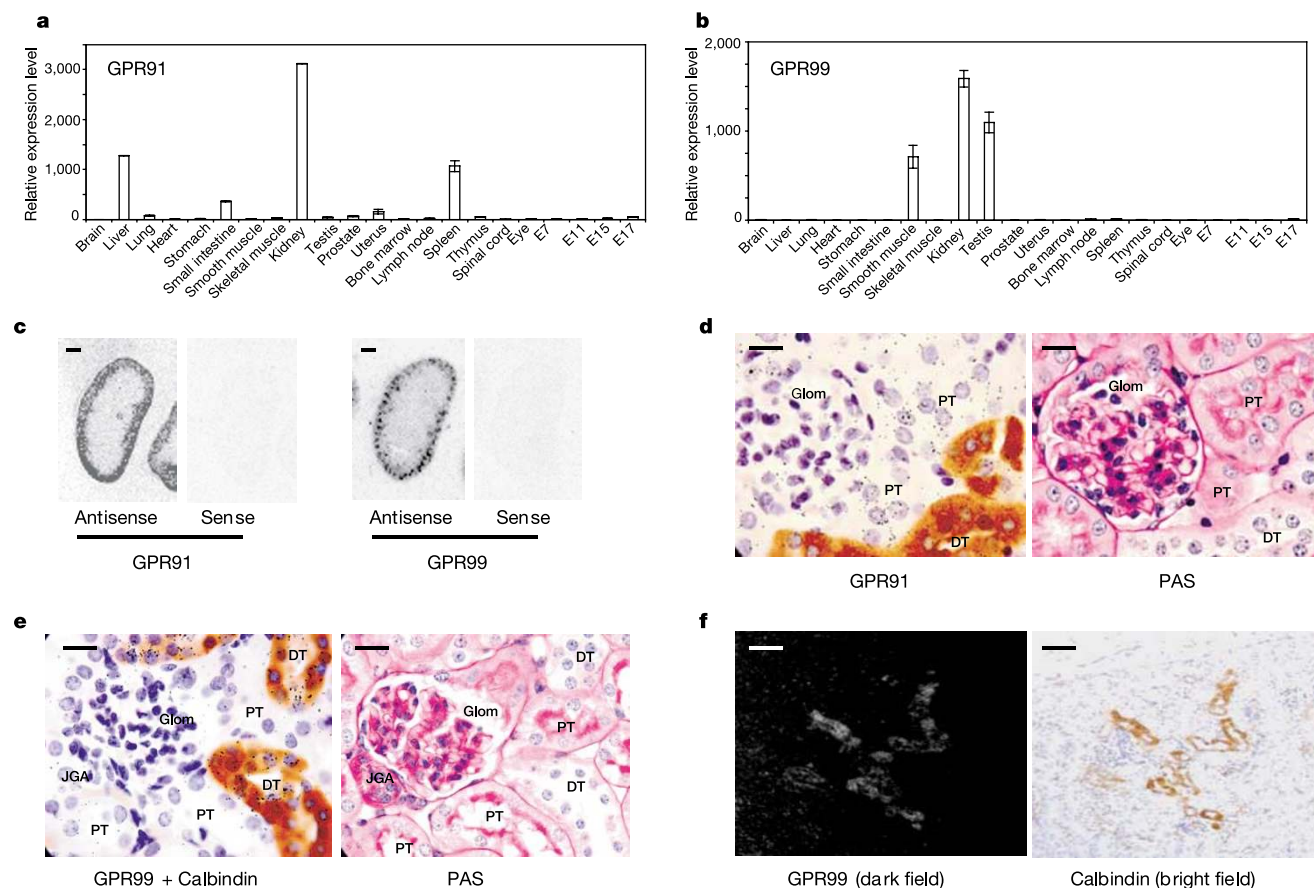 a
Relative expression level
3,000
1,000
0
GPR91
Brain
Liver
Lung
Heart
Stomach
Small intestine
Smooth muscle
Skeletal muscle
Kidney
Testis
Prostate
Uterus
Bone marrow
Lymph node
Spleen
Thymus
Spinal cord
Eye
E7
E11
E15
E17
b
Relative expression level
2,000
1,000
0
GPR99
Brain
Liver
Lung
Heart
Stomach
Small intestine
Smooth muscle
Skeletal muscle
Kidney
Testis
Prostate
Uterus
Bone marrow
Lymph node
Spleen
Thymus
Spinal cord
Eye
E7
E11
E15
E17
c
Antisense
Sense
GPR91
Antisense
Sense
GPR99
d
Glom
PT
PT
DT
GPR91
Glom
PT
PT
DT
PAS
e
DT
Glom
PT
JGA
DT
PT
PT
GPR99 + Calbindin
DT
Glom
PT
JGA
DT
PT
PT
PAS
f
GPR99 (dark field)
Calbindin (bright field)